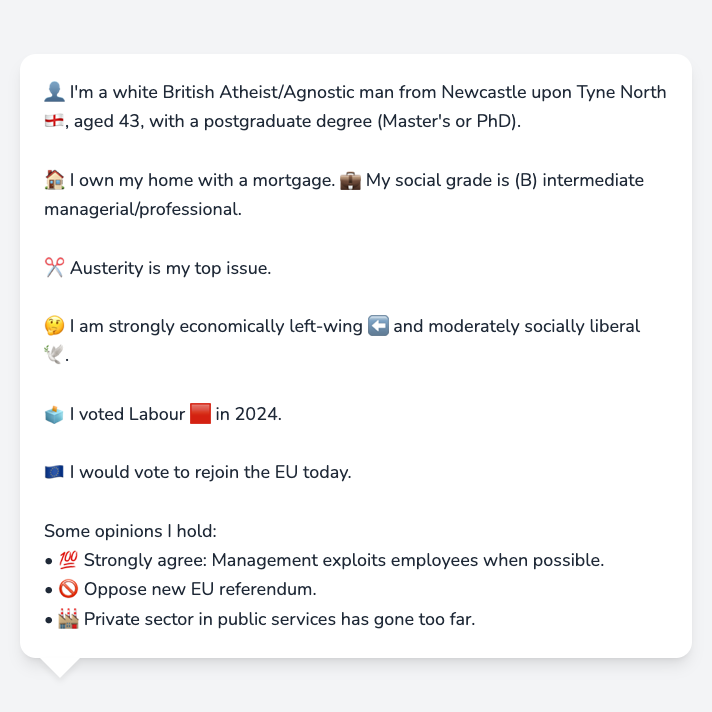 👤 I'm a white British Atheist/Agnostic man from Newcastle upon Tyne North
🏴󠁧󠁢󠁥󠁮󠁧󠁿, aged 43, with a postgraduate degree (Master's or PhD).
🏠 I own my home with a mortgage. 💼 My social grade is (B) intermediate
managerial/professional.
✂️ Austerity is my top issue.
🤔 I am strongly economically left-wing ⬅️ and moderately socially liberal
🕊️.
🗳️ I voted Labour 🟥 in 2024.
🇪🇺 I would vote to rejoin the EU today.
Some opinions I hold:
• 💯 Strongly agree: Management exploits employees when possible.
• 🚫 Oppose new EU referendum.
• 🏭 Private sector in public services has gone too far.